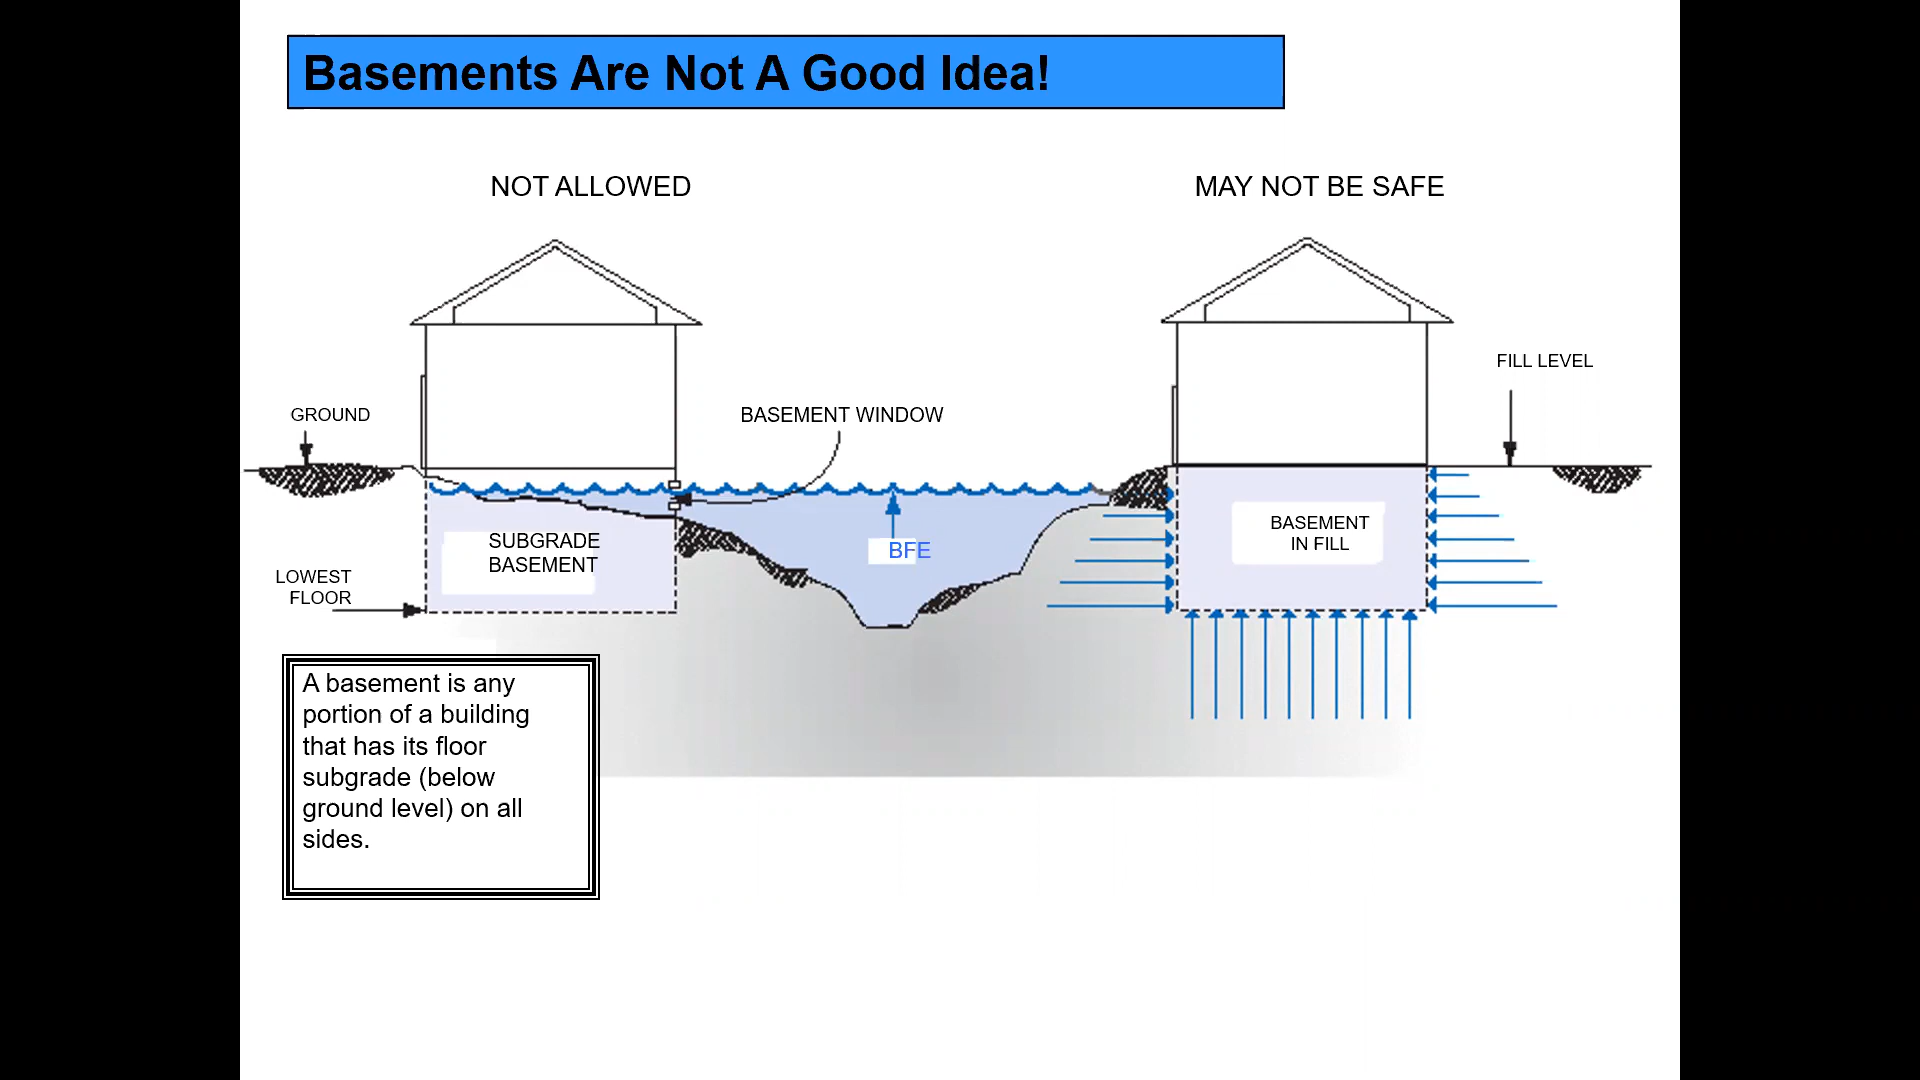 Basements Are Not A Good Idea!
NOT ALLOWED
MAY NOT BE SAFE
FILL LEVEL
GROUND
BASEMENT WINDOW
SUBGRADE
BASEMENT
BFE
BASEMENT
IN FILL
LOWEST
FLOOR
A basement is any
portion of a building
that has its floor
subgrade (below
ground level) on all
sides.